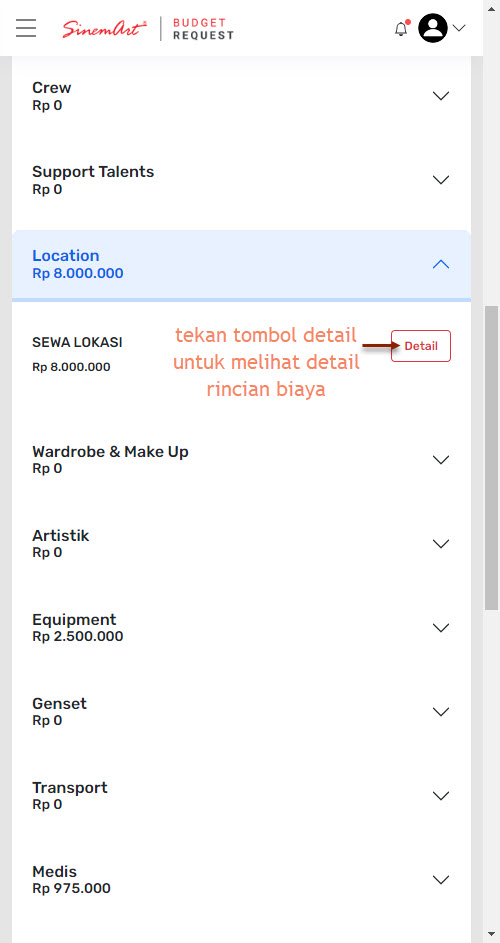 SinemArt
BUDGET
REQUEST
Crew
Rp 0
Support Talents
Rp 0
Location
Rp 8.000.000
SEWA LOKASI
Rp 8.000.000
tekan tombol detail
untuk melihat detail
rincian biaya
Detail
Wardrobe & Make Up
Rp 0
Artistik
Rp 0
Equipment
Rp 2.500.000
Genset
Rp 0
Transport
Rp 0
Medis
Rp 975.000